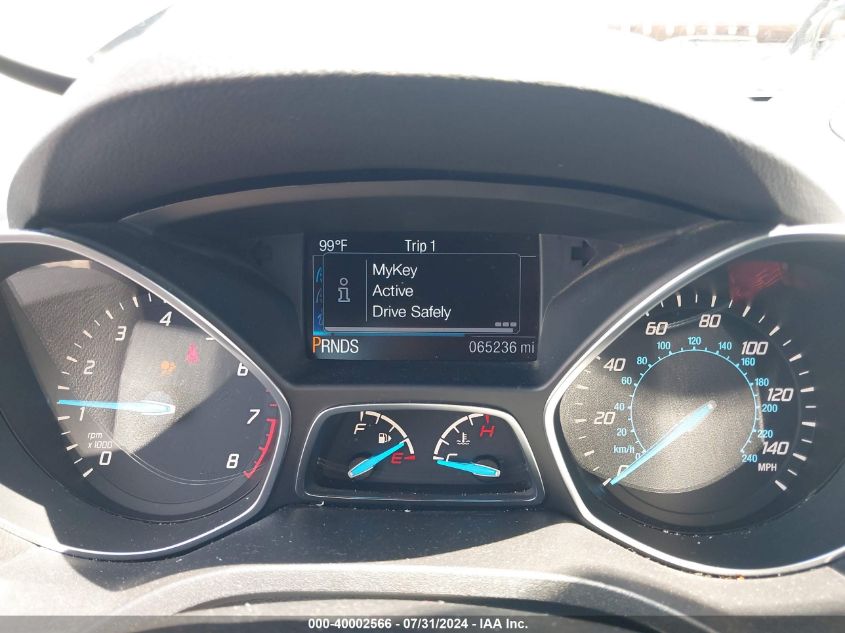 99°F Trip 1
MyKey
Active
Drive Safely
PRNDS 065236 mi
0 1 2 3 4 6 7 8
rpm
x 1000
F E
C H
0 20 40 60 80 100 120 140
MPH
0 20 40 60 80 100 120 140 160 180 200 220 240
km/h
000-40002566 - 07/31/2024 - IAA Inc.